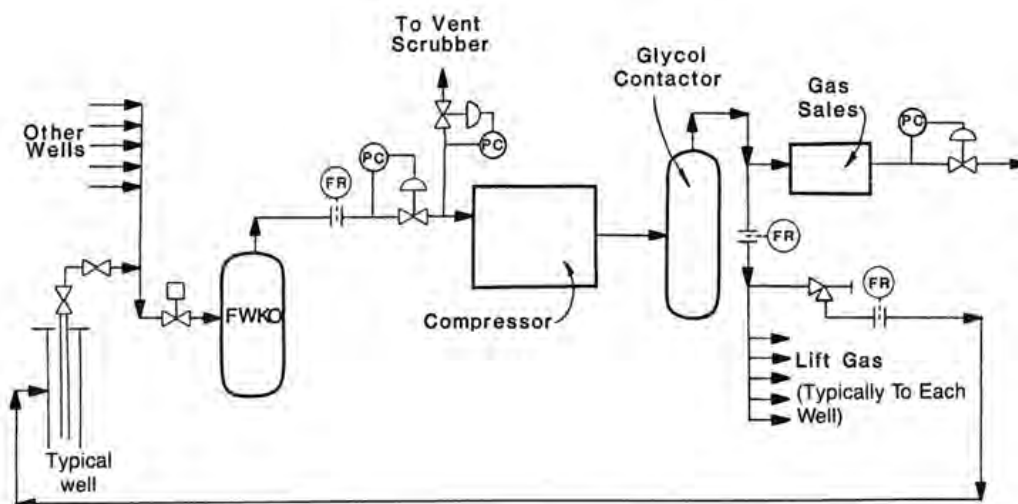 To Vent
Scrubber
Glycol
Contactor
Gas
Sales
Other
Wells
PC
PC
PC
FR
FR
FWKO
Compressor
FR
Lift Gas
(Typically To Each
Well)
Typical
well